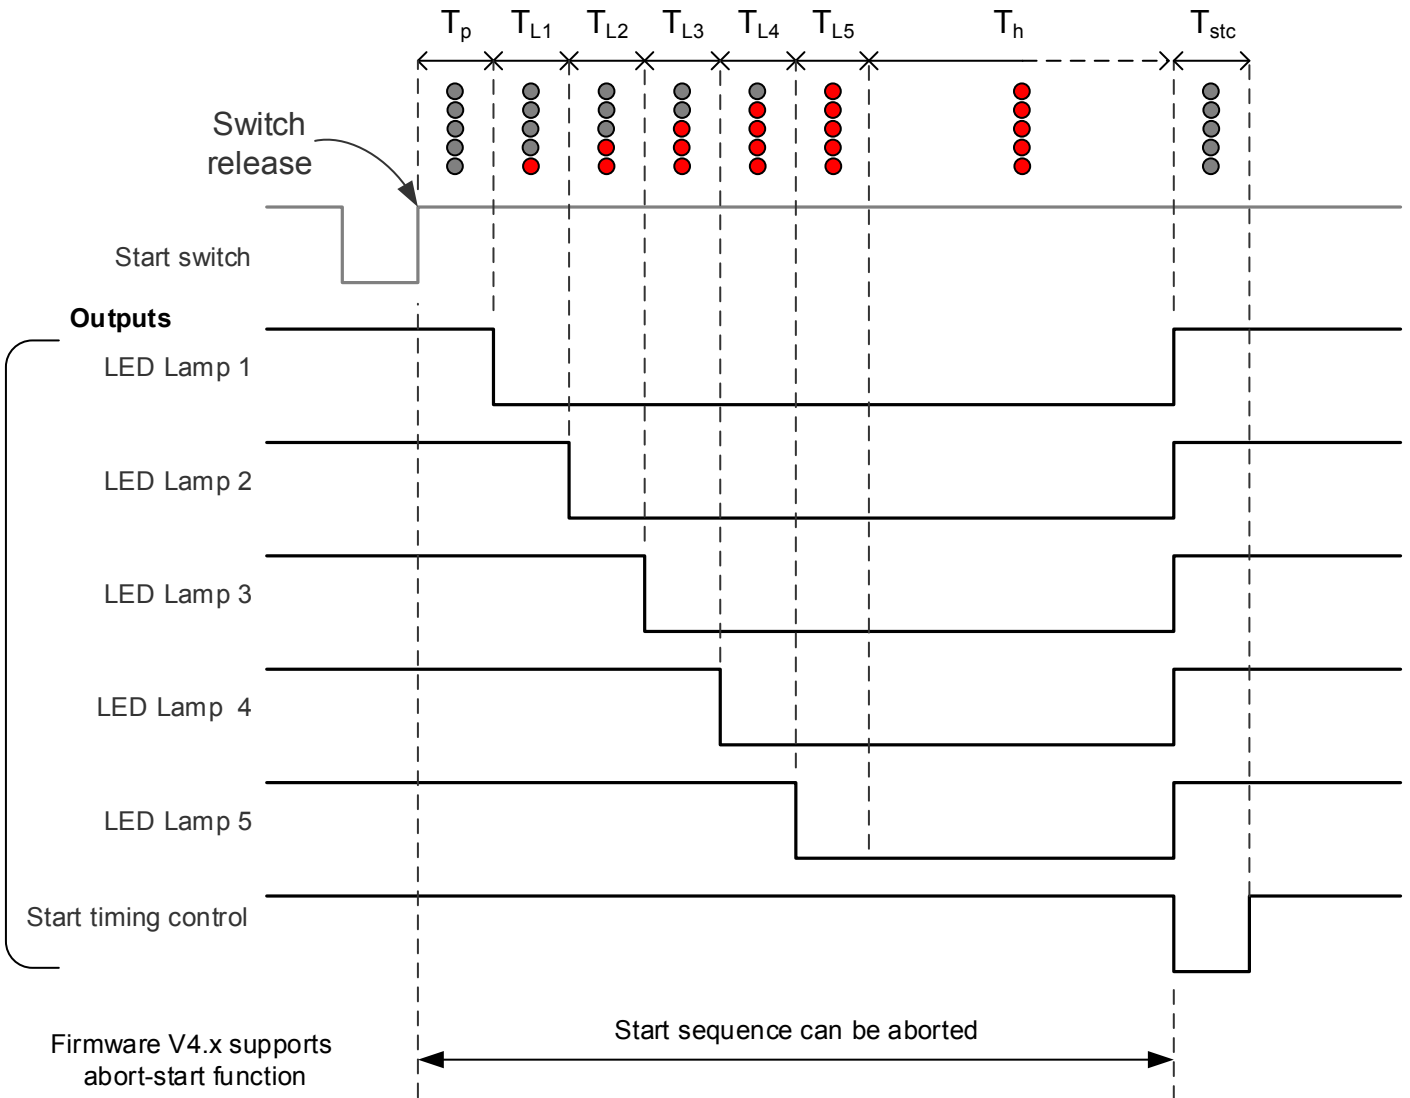 Tp TL1 TL2 TL3 TL4 TL5 Th Tstc
Switch
release
Start switch
Outputs
LED Lamp 1
LED Lamp 2
LED Lamp 3
LED Lamp 4
LED Lamp 5
Start timing control
Firmware V4.x supports
abort-start function
Start sequence can be aborted